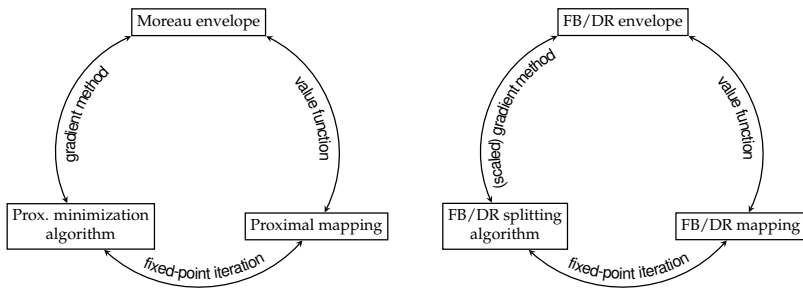 Moreau envelope
gradient method
value function
Prox. minimization
algorithm
Proximal mapping
fixed-point iteration
FB/DR envelope
(scaled) gradient method
value function
FB/DR splitting
algorithm
FB/DR mapping
fixed-point iteration